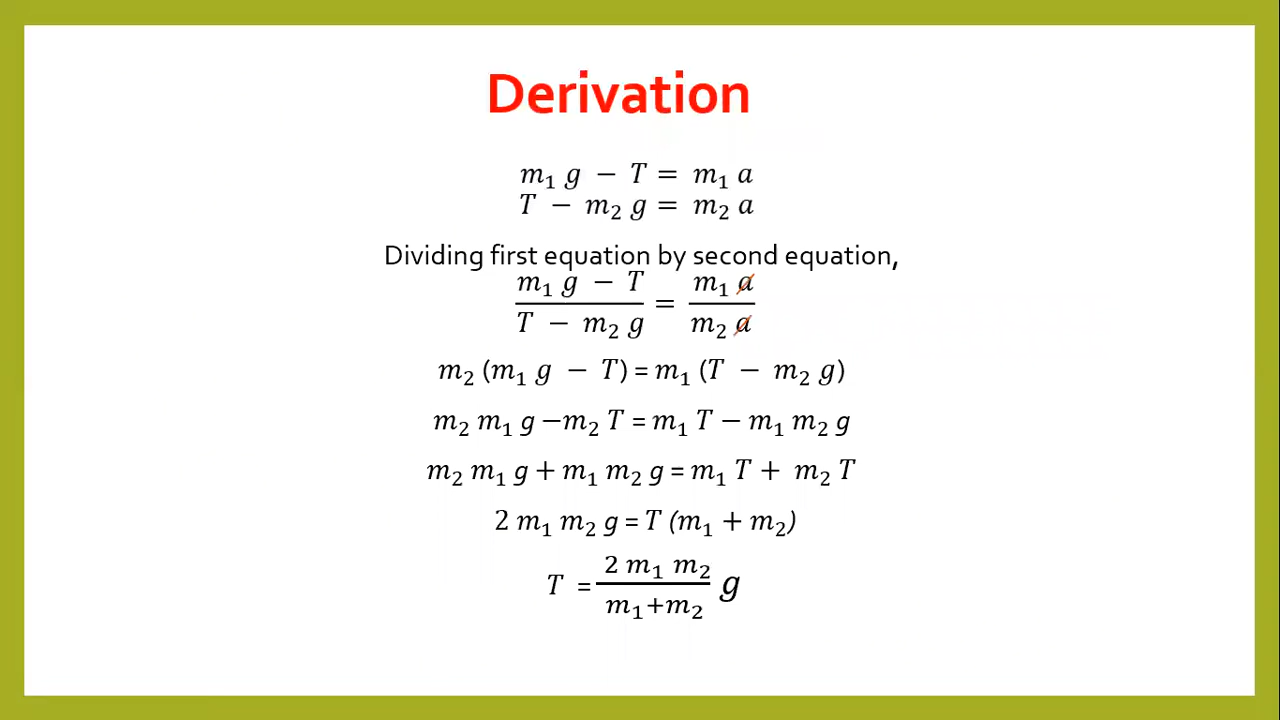 Derivation
m₁ g − T = m₁ a
T − m₂ g = m₂ a
Dividing first equation by second equation,
(m₁ g − T) / (T − m₂ g) = (m₁ a) / (m₂ a)
m₂ (m₁ g − T) = m₁ (T − m₂ g)
m₂ m₁ g −m₂ T = m₁ T − m₁ m₂ g
m₂ m₁ g + m₁ m₂ g = m₁ T + m₂ T
2 m₁ m₂ g = T (m₁ + m₂)
T = (2 m₁ m₂) / (m₁+m₂) g